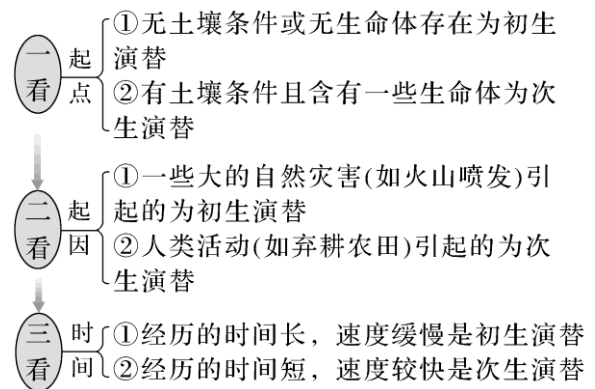 一看
起点
①无土壤条件或无生命体存在为初生
演替
②有土壤条件且含有一些生命体为次
生演替
二看
起因
①一些大的自然灾害(如火山喷发)引
起的为初生演替
②人类活动(如弃耕农田)引起的为次
生演替
三看
时间
①经历的时间长，速度缓慢是初生演替
②经历的时间短，速度较快是次生演替